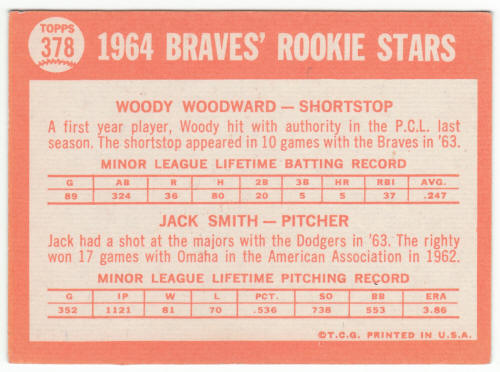 TOPPS
378
1964 BRAVES' ROOKIE STARS
WOODY WOODWARD — SHORTSTOP
A first year player, Woody hit with authority in the P.C.L. last
season. The shortstop appeared in 10 games with the Braves in '63.
MINOR LEAGUE LIFETIME BATTING RECORD
G AB R H 2B 3B HR RBI AVG.
89 324 36 80 20 5 5 37 .247
JACK SMITH — PITCHER
Jack had a shot at the majors with the Dodgers in '63. The righty
won 17 games with Omaha in the American Association in 1962.
MINOR LEAGUE LIFETIME PITCHING RECORD
G IP W L PCT. SO BB ERA
352 1121 81 70 .536 738 553 3.86
©T.C.G. PRINTED IN U.S.A.